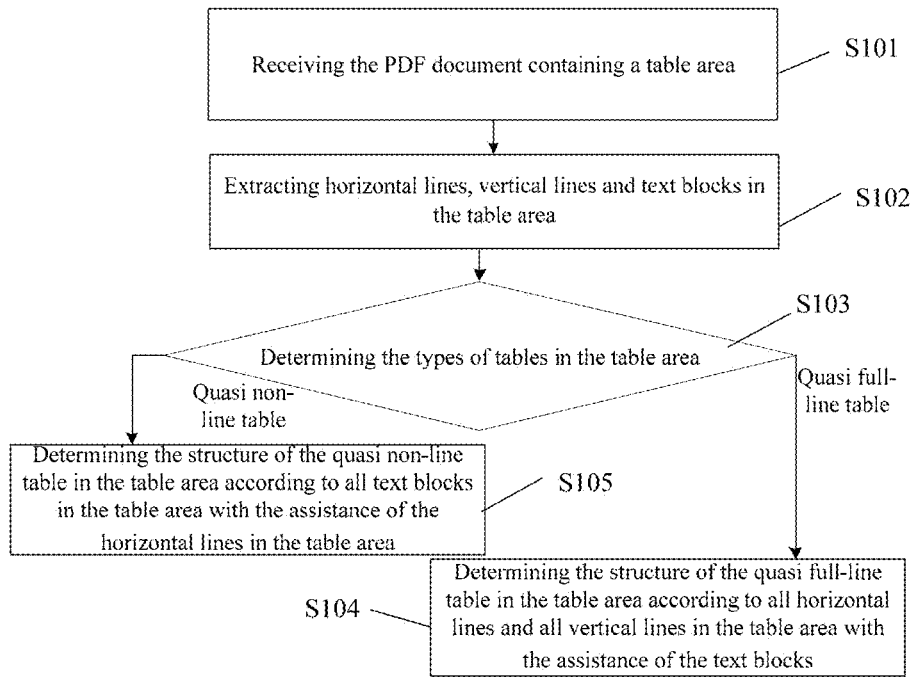 Receiving the PDF document containing a table area
S101
Extracting horizontal lines, vertical lines and text blocks in
the table area
S102
S103
Determining the types of tables in the table area
Quasi non-
line table
Quasi full-
line table
Determining the structure of the quasi non-line
table in the table area according to all text blocks
in the table area with the assistance of the
horizontal lines in the table area
S105
Determining the structure of the quasi full-line
table in the table area according to all horizontal
lines and all vertical lines in the table area with
the assistance of the text blocks
S104